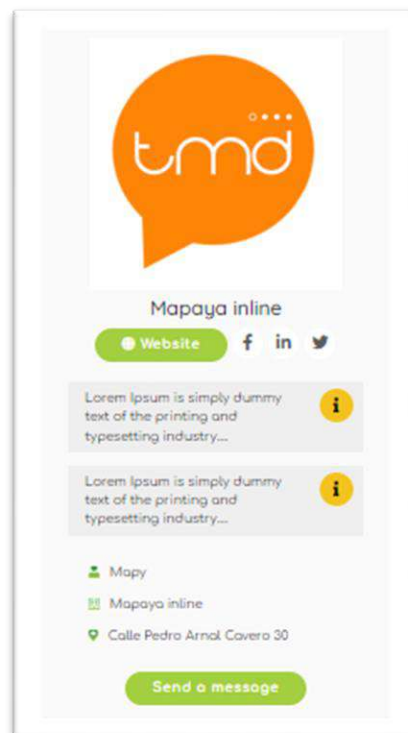 tmd
Mapaya inline
Website
Lorem Ipsum is simply dummy
text of the printing and
typesetting industry....
Lorem Ipsum is simply dummy
text of the printing and
typesetting industry....
Mapy
Mapaya inline
Calle Pedro Arnal Cavero 30
Send a message